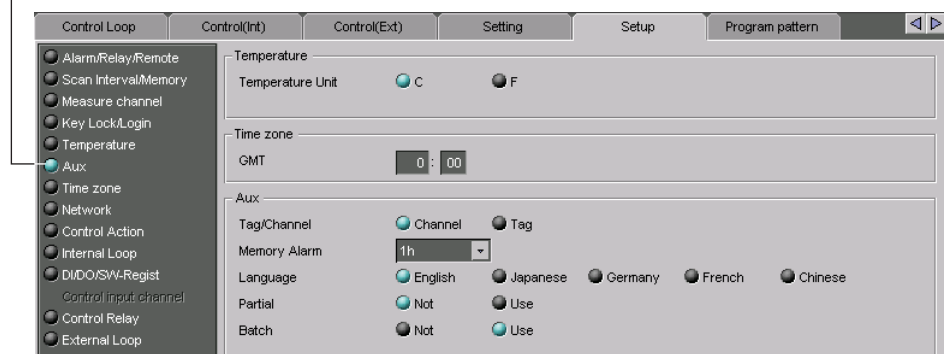 Control Loop Control(Int) Control(Ext) Setting Setup Program pattern
Alarm/Relay/Remote
Scan Interval/Memory
Measure channel
Key Lock/Login
Temperature
Aux
Time zone
Network
Control Action
Internal Loop
DI/DO/SW-Regist
Control input channel
Control Relay
External Loop
Temperature
Temperature Unit C F
Time zone
GMT 0 : 00
Aux
Tag/Channel Channel Tag
Memory Alarm 1h
Language English Japanese Germany French Chinese
Partial Not Use
Batch Not Use